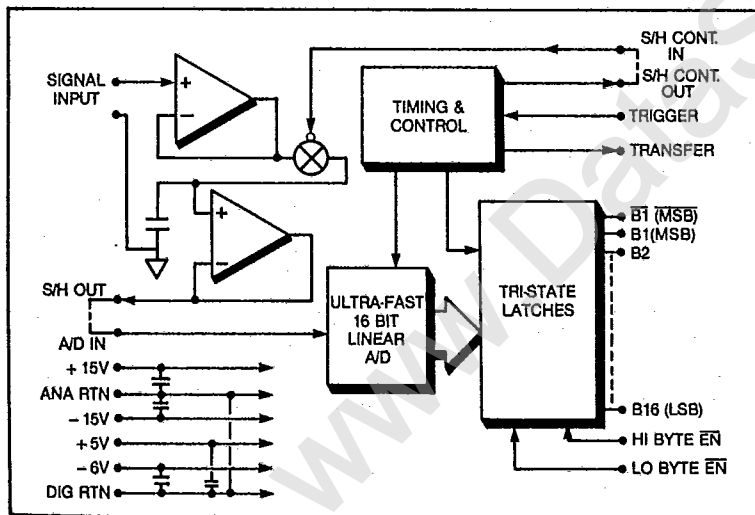 S/H CONT.
IN
S/H CONT.
OUT
TRIGGER
TRANSFER
SIGNAL
INPUT
+
−
TIMING &
CONTROL
+
−
B1 (MSB)
B1(MSB)
B2
S/H OUT
ULTRA-FAST
16 BIT
LINEAR
A/D
TRI-STATE
LATCHES
A/D IN
+ 15V
ANA RTN
− 15V
+ 5V
− 6V
DIG RTN
B16 (LSB)
HI BYTE EN
LO BYTE EN
www.Datas